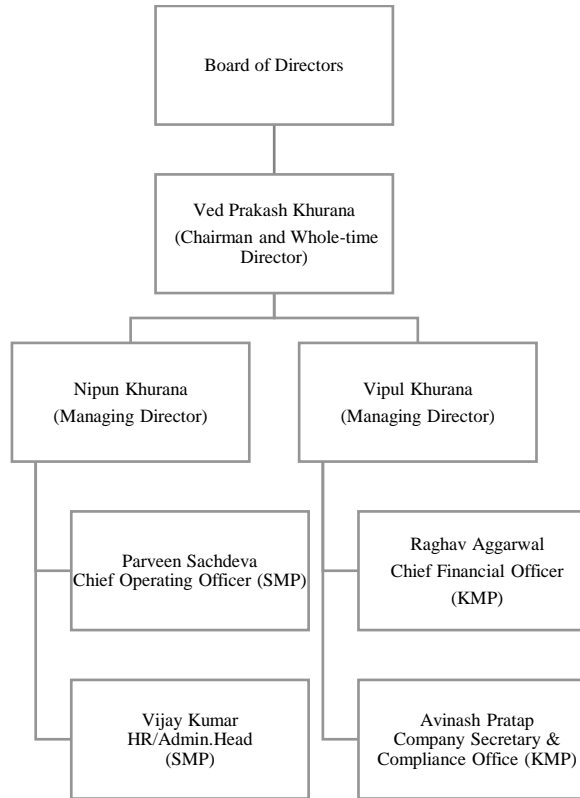 Board of Directors
Ved Prakash Khurana
(Chairman and Whole-time
Director)
Nipun Khurana
(Managing Director)
Vipul Khurana
(Managing Director)
Parveen Sachdeva
Chief Operating Officer (SMP)
Raghav Aggarwal
Chief Financial Officer
(KMP)
Vijay Kumar
HR/Admin.Head
(SMP)
Avinash Pratap
Company Secretary &
Compliance Office (KMP)